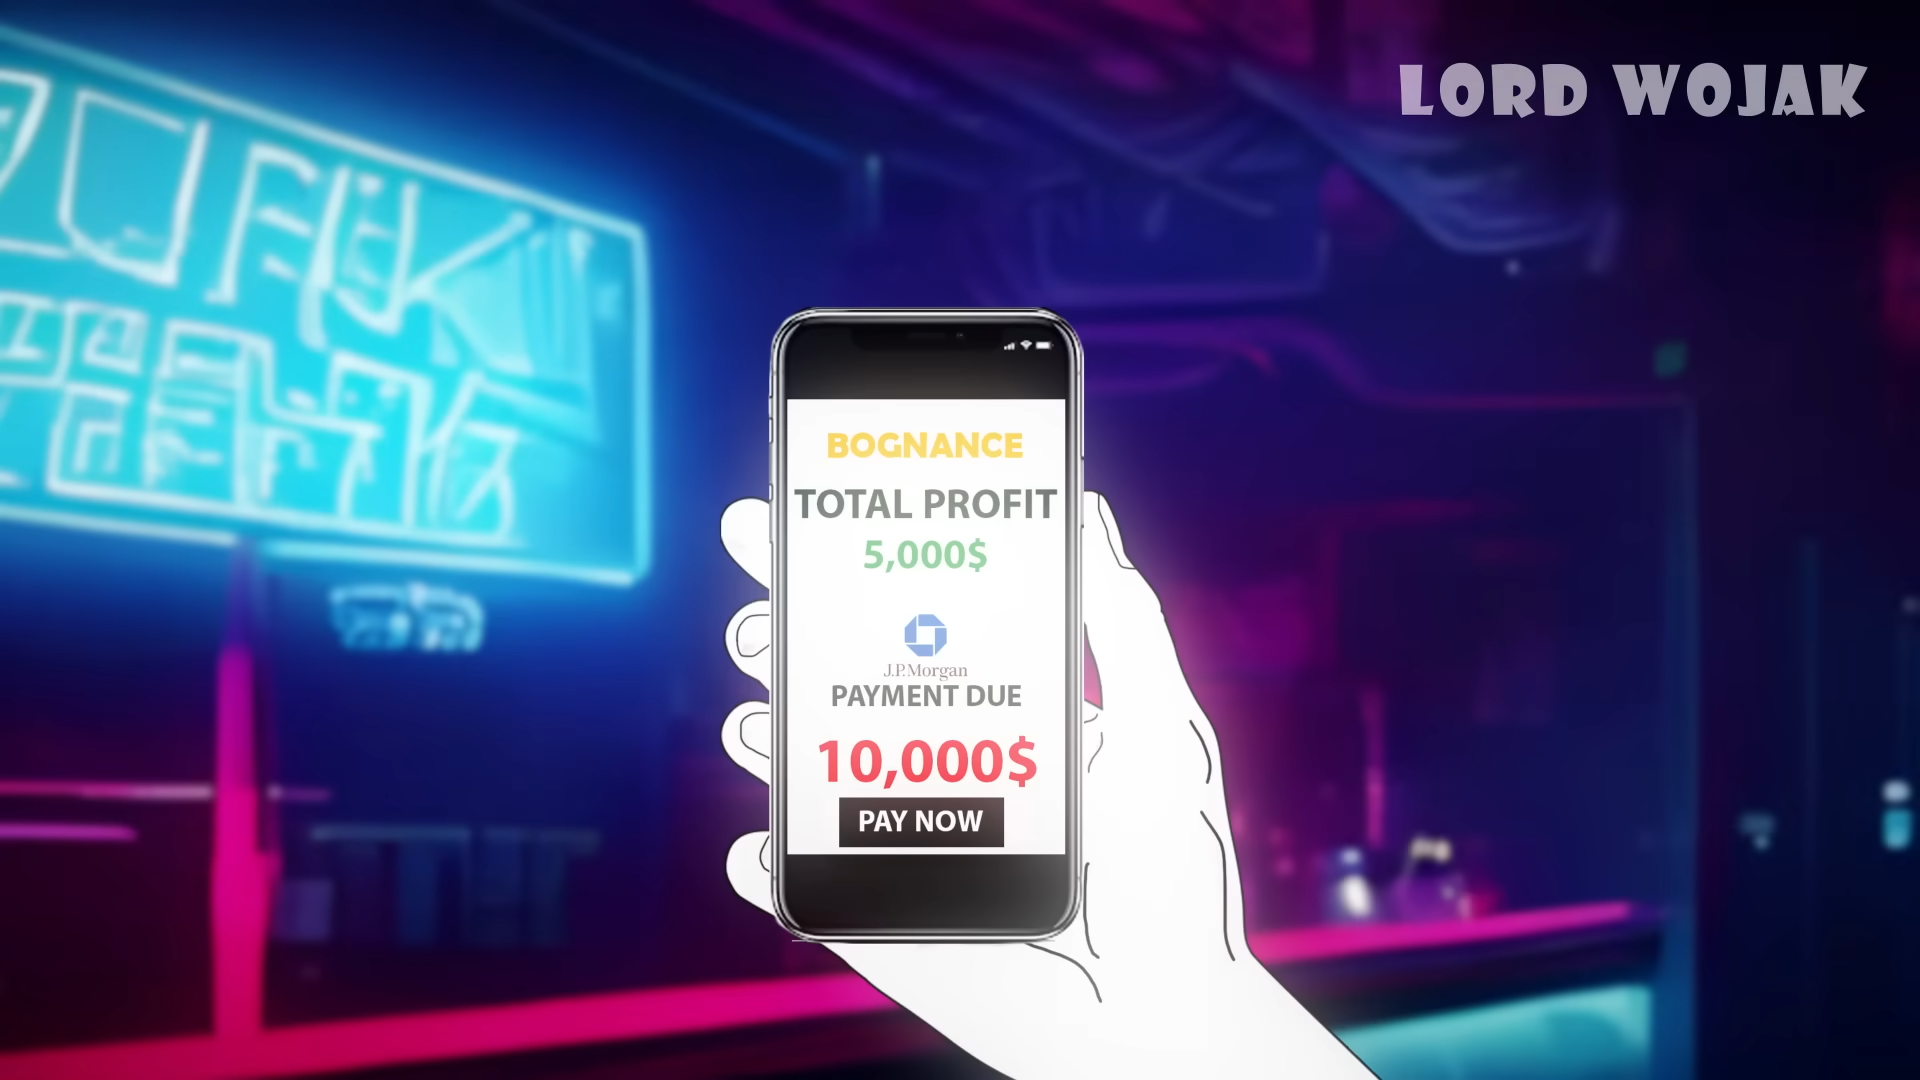 LORD WOJAK
BOGNANCE
TOTAL PROFIT
5,000$
J.P.Morgan
PAYMENT DUE
10,000$
PAY NOW